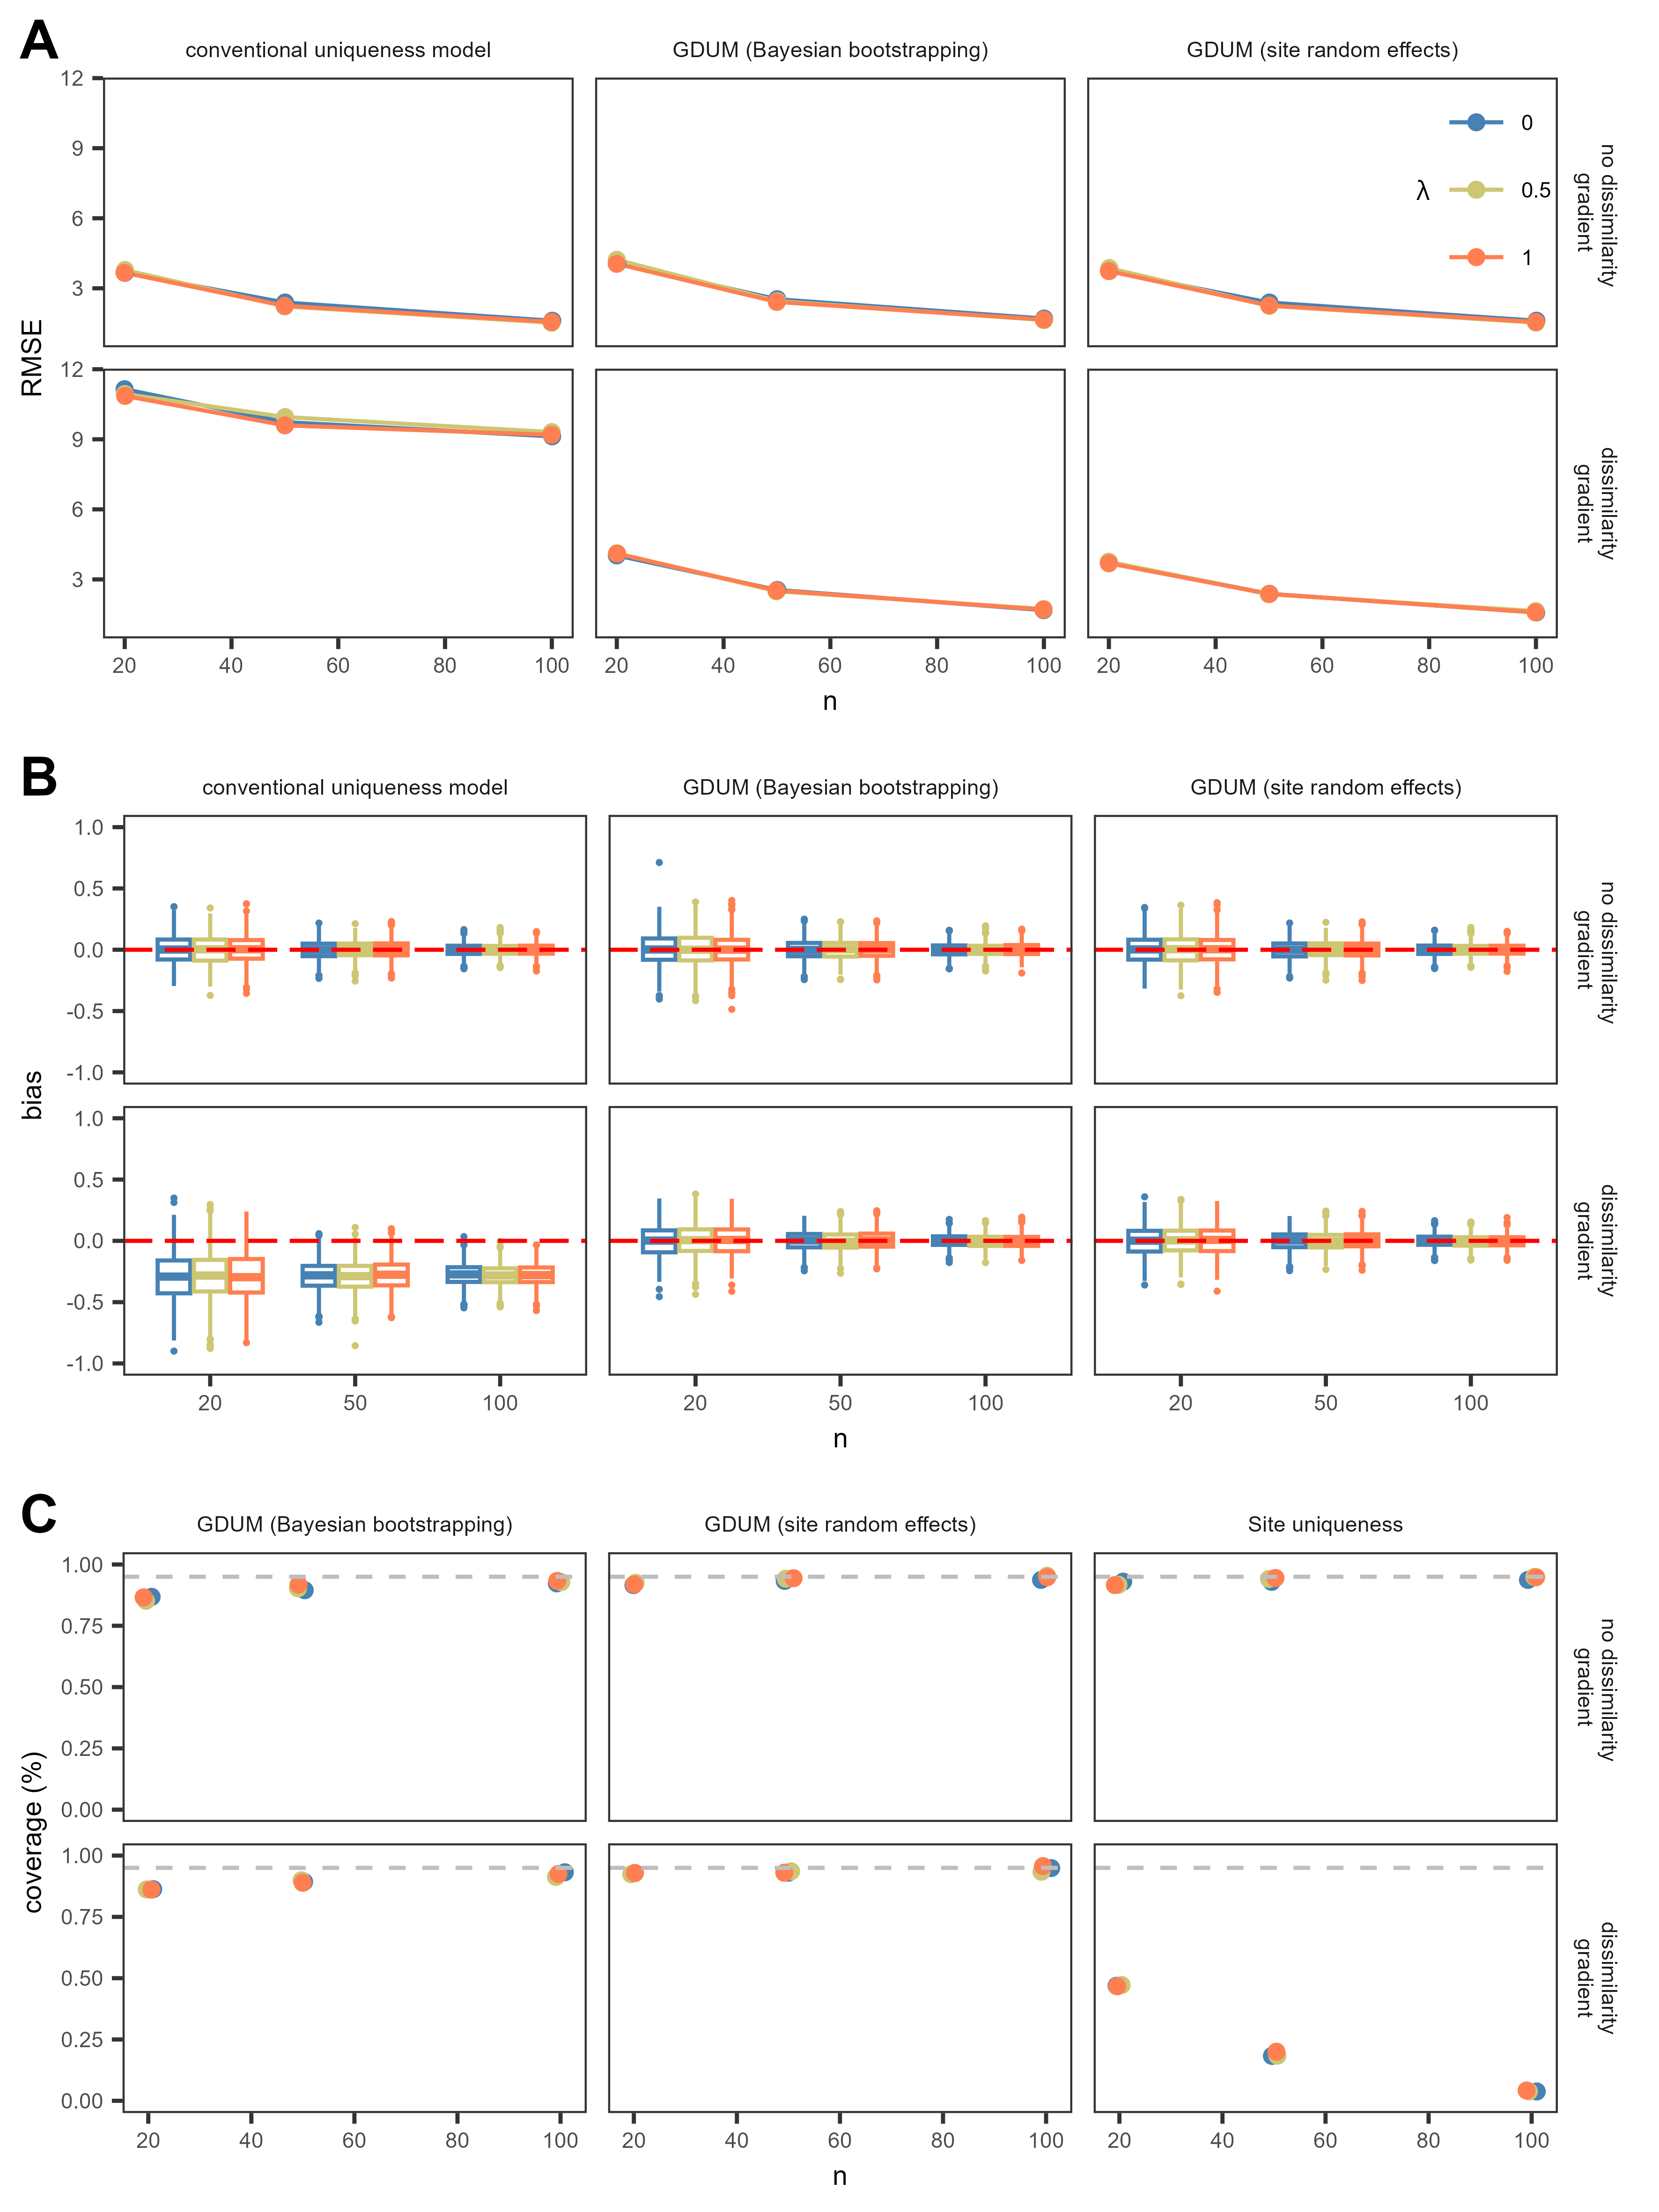 A
conventional uniqueness model
GDUM (Bayesian bootstrapping)
GDUM (site random effects)
12
9
6
3
λ
0
0.5
1
no dissimilarity
gradient
RMSE
12
9
6
3
dissimilarity
gradient
20 40 60 80 100
20 40 60 80 100
20 40 60 80 100
n
B
conventional uniqueness model
GDUM (Bayesian bootstrapping)
GDUM (site random effects)
1.0
0.5
0.0
-0.5
-1.0
no dissimilarity
gradient
bias
1.0
0.5
0.0
-0.5
-1.0
dissimilarity
gradient
20 50 100
20 50 100
20 50 100
n
C
GDUM (Bayesian bootstrapping)
GDUM (site random effects)
Site uniqueness
1.00
0.75
0.50
0.25
0.00
no dissimilarity
gradient
coverage (%)
1.00
0.75
0.50
0.25
0.00
dissimilarity
gradient
20 40 60 80 100
20 40 60 80 100
20 40 60 80 100
n